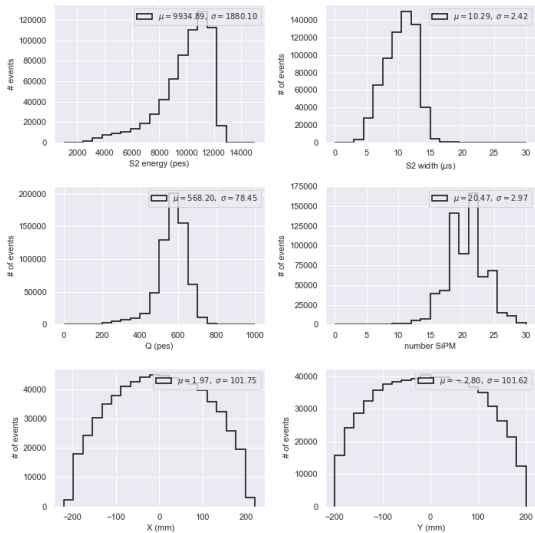 μ = 9934.89, σ = 1880.10
# of events
120000
100000
80000
60000
40000
20000
0
2000 4000 6000 8000 10000 12000 14000
S2 energy (pes)
μ = 10.29, σ = 2.42
# of events
140000
120000
100000
80000
60000
40000
20000
0
0 5 10 15 20 25 30
S2 width (μs)
μ = 568.20, σ = 78.45
# of events
200000
150000
100000
50000
0
0 200 400 600 800 1000
Q (pes)
μ = 20.47, σ = 2.97
# of events
175000
150000
125000
100000
75000
50000
25000
0
0 5 10 15 20 25 30
number SiPM
μ = 1.97, σ = 101.75
# of events
40000
30000
20000
10000
0
−200 −100 0 100 200
X (mm)
μ = −2.80, σ = 101.62
# of events
40000
30000
20000
10000
0
−200 −100 0 100 200
Y (mm)